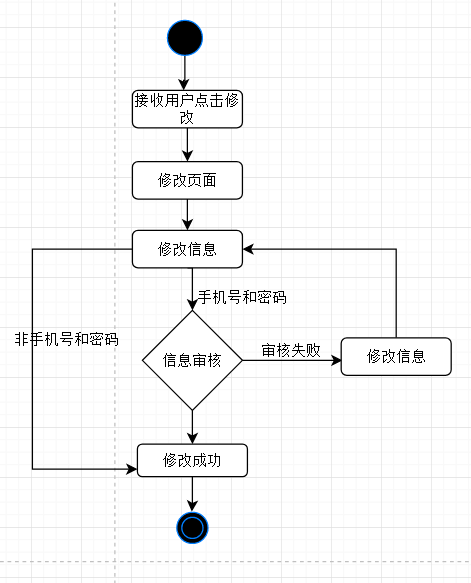 接收用户点击修
改
修改页面
修改信息
手机号和密码
非手机号和密码
信息审核
审核失败
修改信息
修改成功